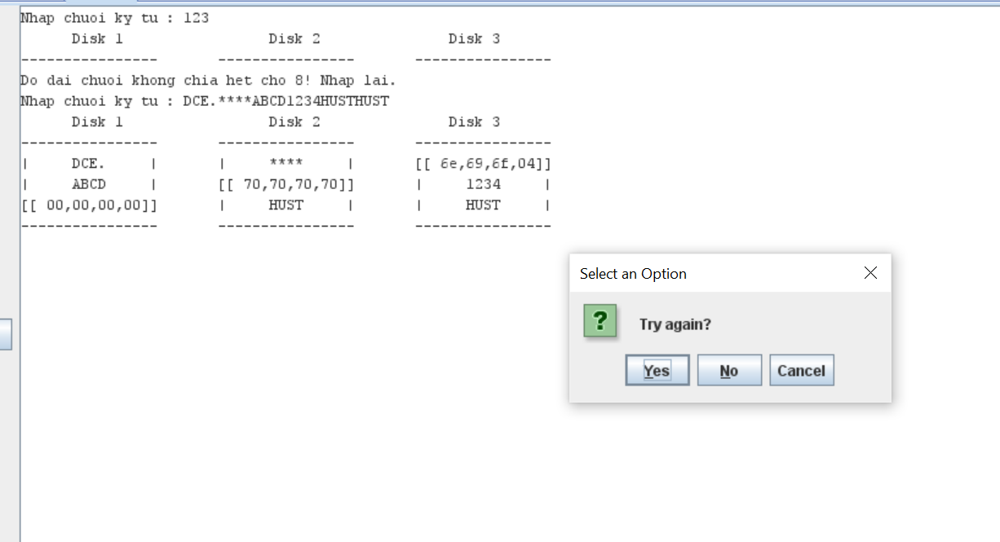 Nhap chuoi ky tu : 123
Disk 1 Disk 2 Disk 3
---------------- ---------------- ----------------
Do dai chuoi khong chia het cho 8! Nhap lai.
Nhap chuoi ky tu : DCE.****ABCD1234HUSTHUST
Disk 1 Disk 2 Disk 3
---------------- ---------------- ----------------
| DCE. | | **** | [[ 6e,69,6f,04]]
| ABCD | [[ 70,70,70,70]] | 1234 |
[[ 00,00,00,00]] | HUST | | HUST |
---------------- ---------------- ----------------
Select an Option
?
Try again?
Yes No Cancel